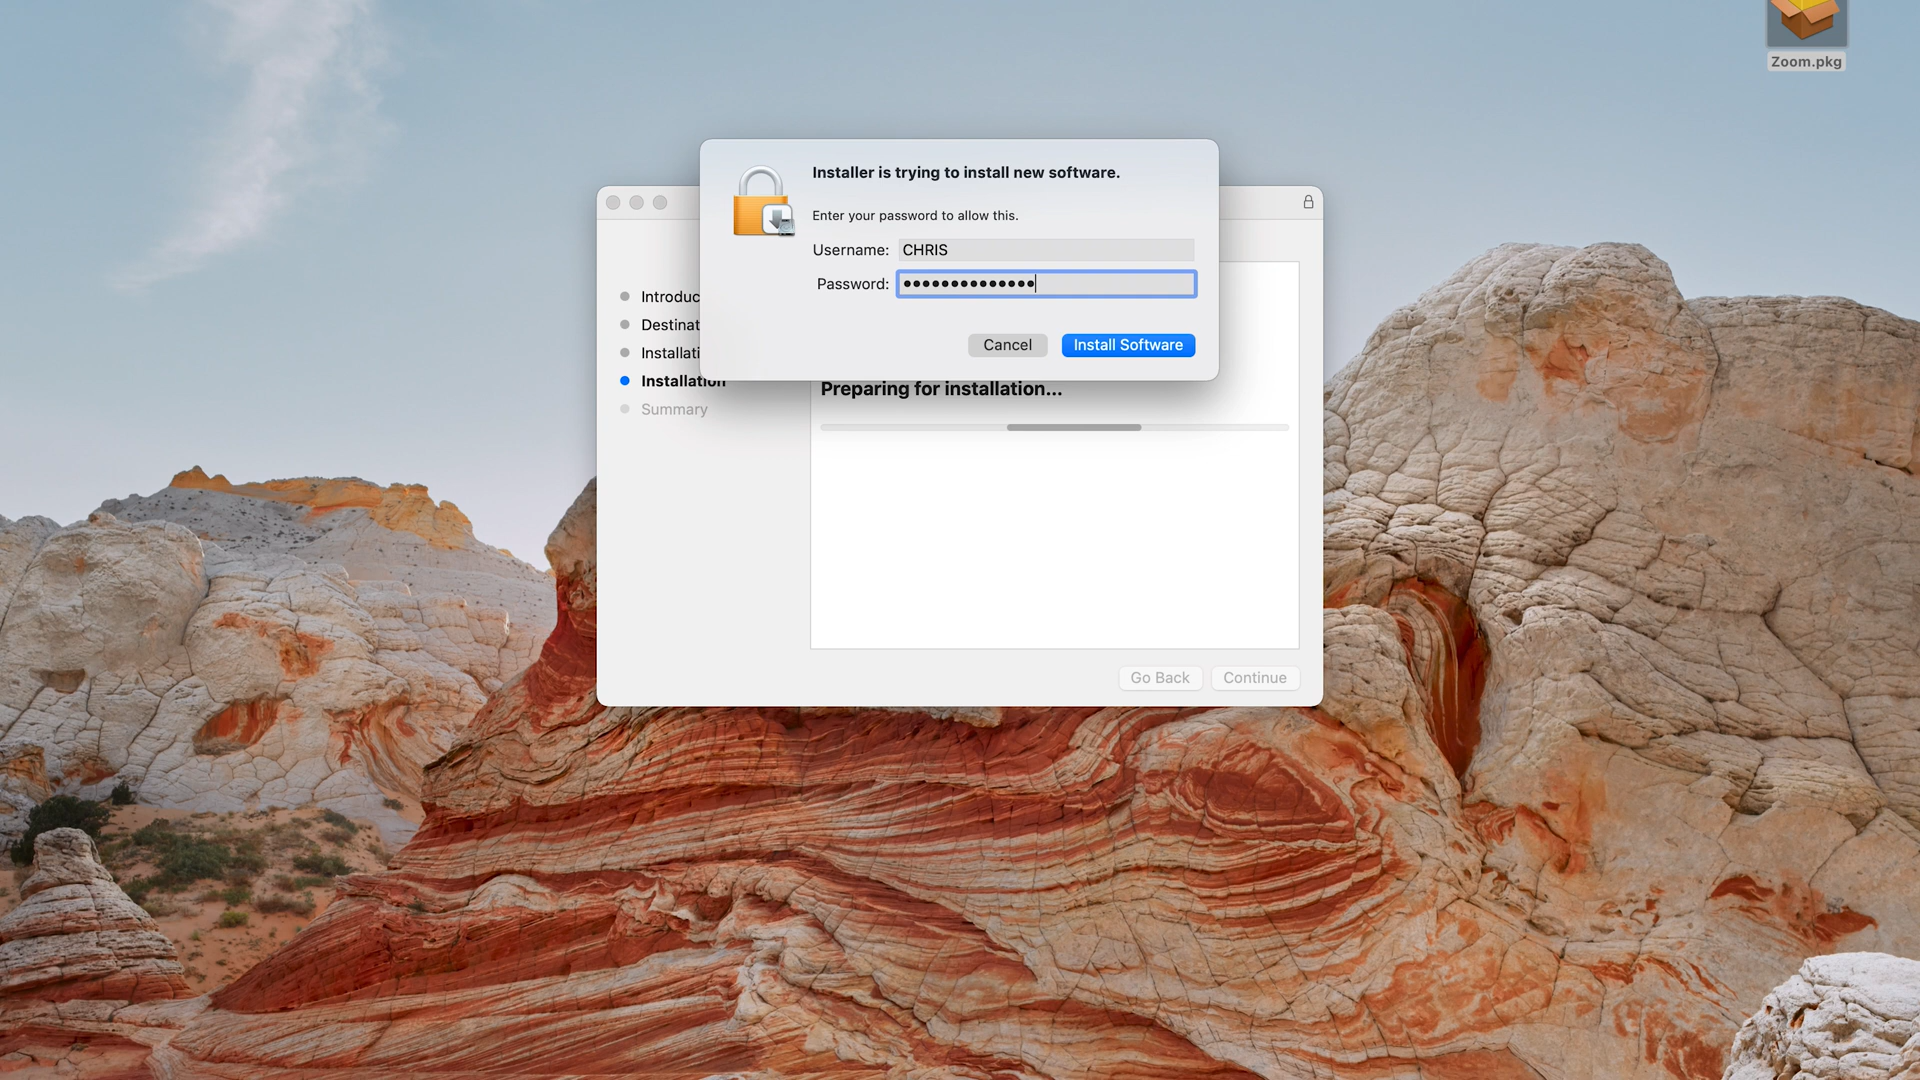 Zoom.pkg
Installer is trying to install new software.
Enter your password to allow this.
Username: CHRIS
Password: ••••••••••••••
Cancel
Install Software
Introduc
Destinat
Installati
Installation
Summary
Preparing for installation...
Go Back
Continue